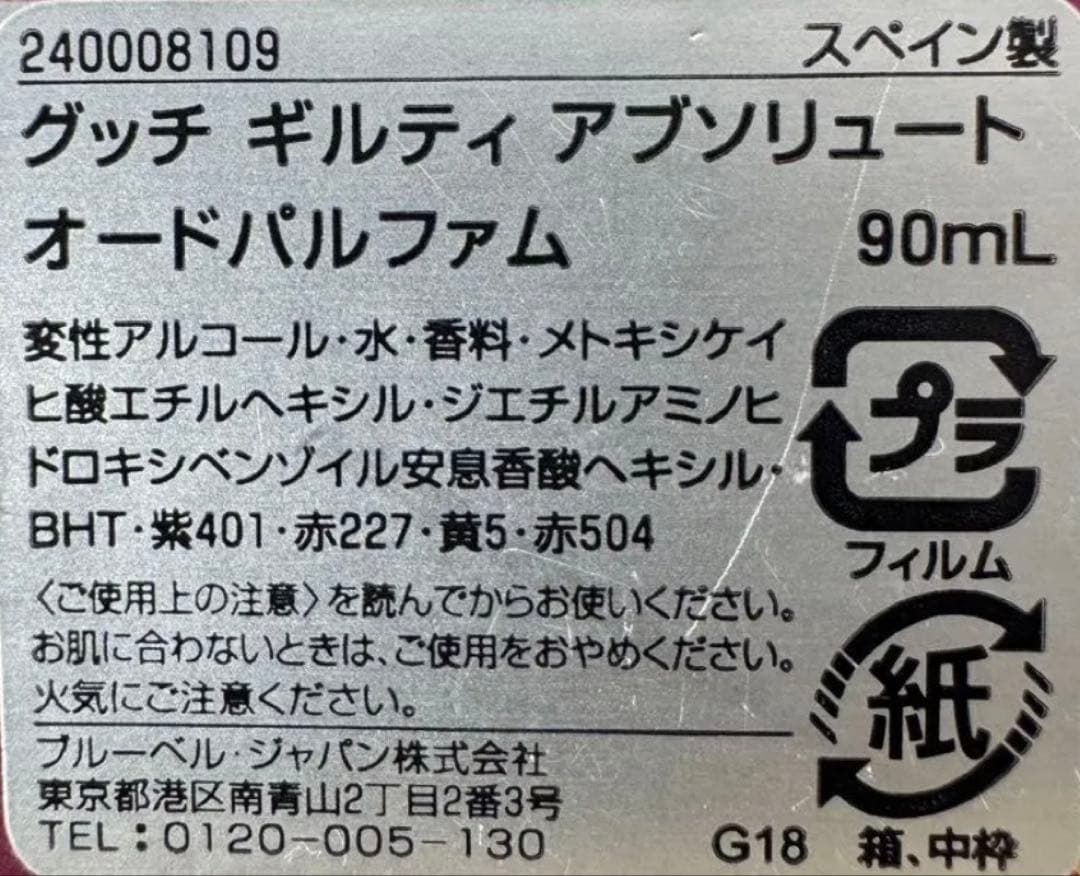 240008109 スペイン製
グッチ ギルティ アブソリュート
オードパルファム 90mL
変性アルコール・水・香料・メトキシケイ
ヒ酸エチルヘキシル・ジエチルアミノヒ
ドロキシベンゾイル安息香酸ヘキシル・
BHT・紫401・赤227・黄5・赤504
プラ
フィルム
〈ご使用上の注意〉を読んでからお使いください。
お肌に合わないときは、ご使用をおやめください。
火気にご注意ください。
紙
ブルーベル・ジャパン株式会社
東京都港区南青山2丁目2番3号
TEL:0120-005-130
G18 箱、中枠